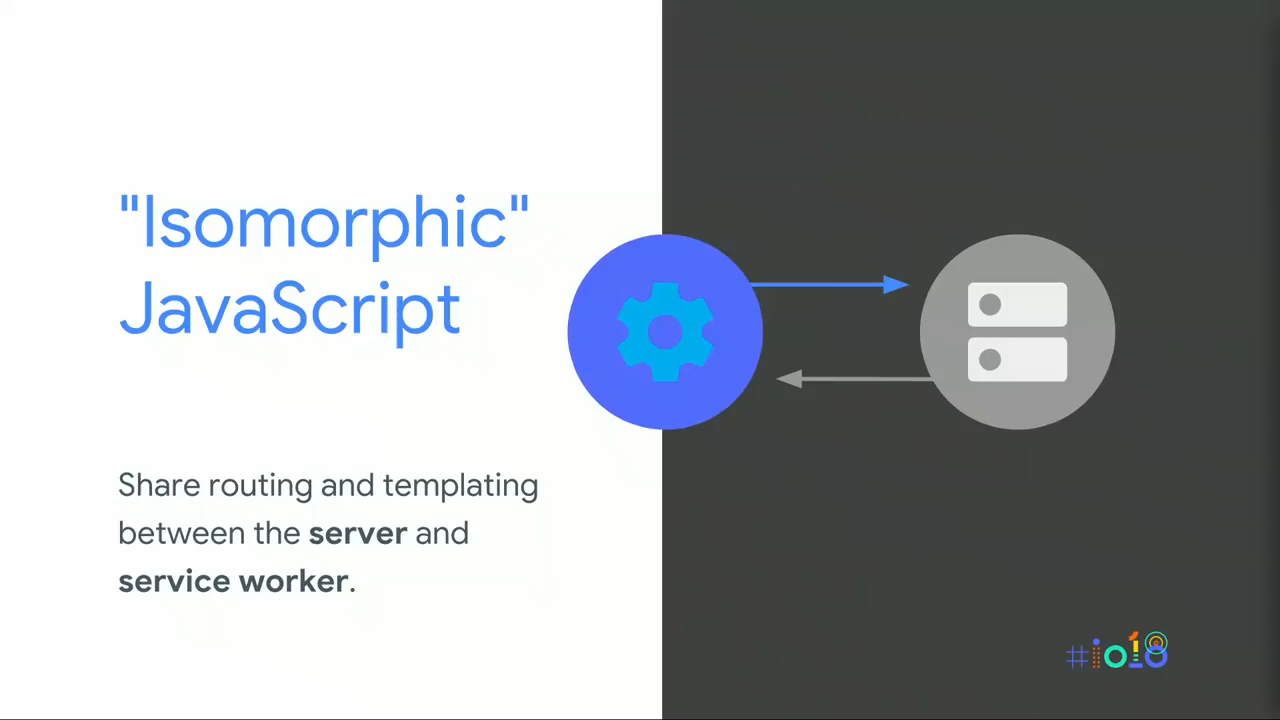 "Isomorphic"
JavaScript
Share routing and templating
between the server and
service worker.
#io18